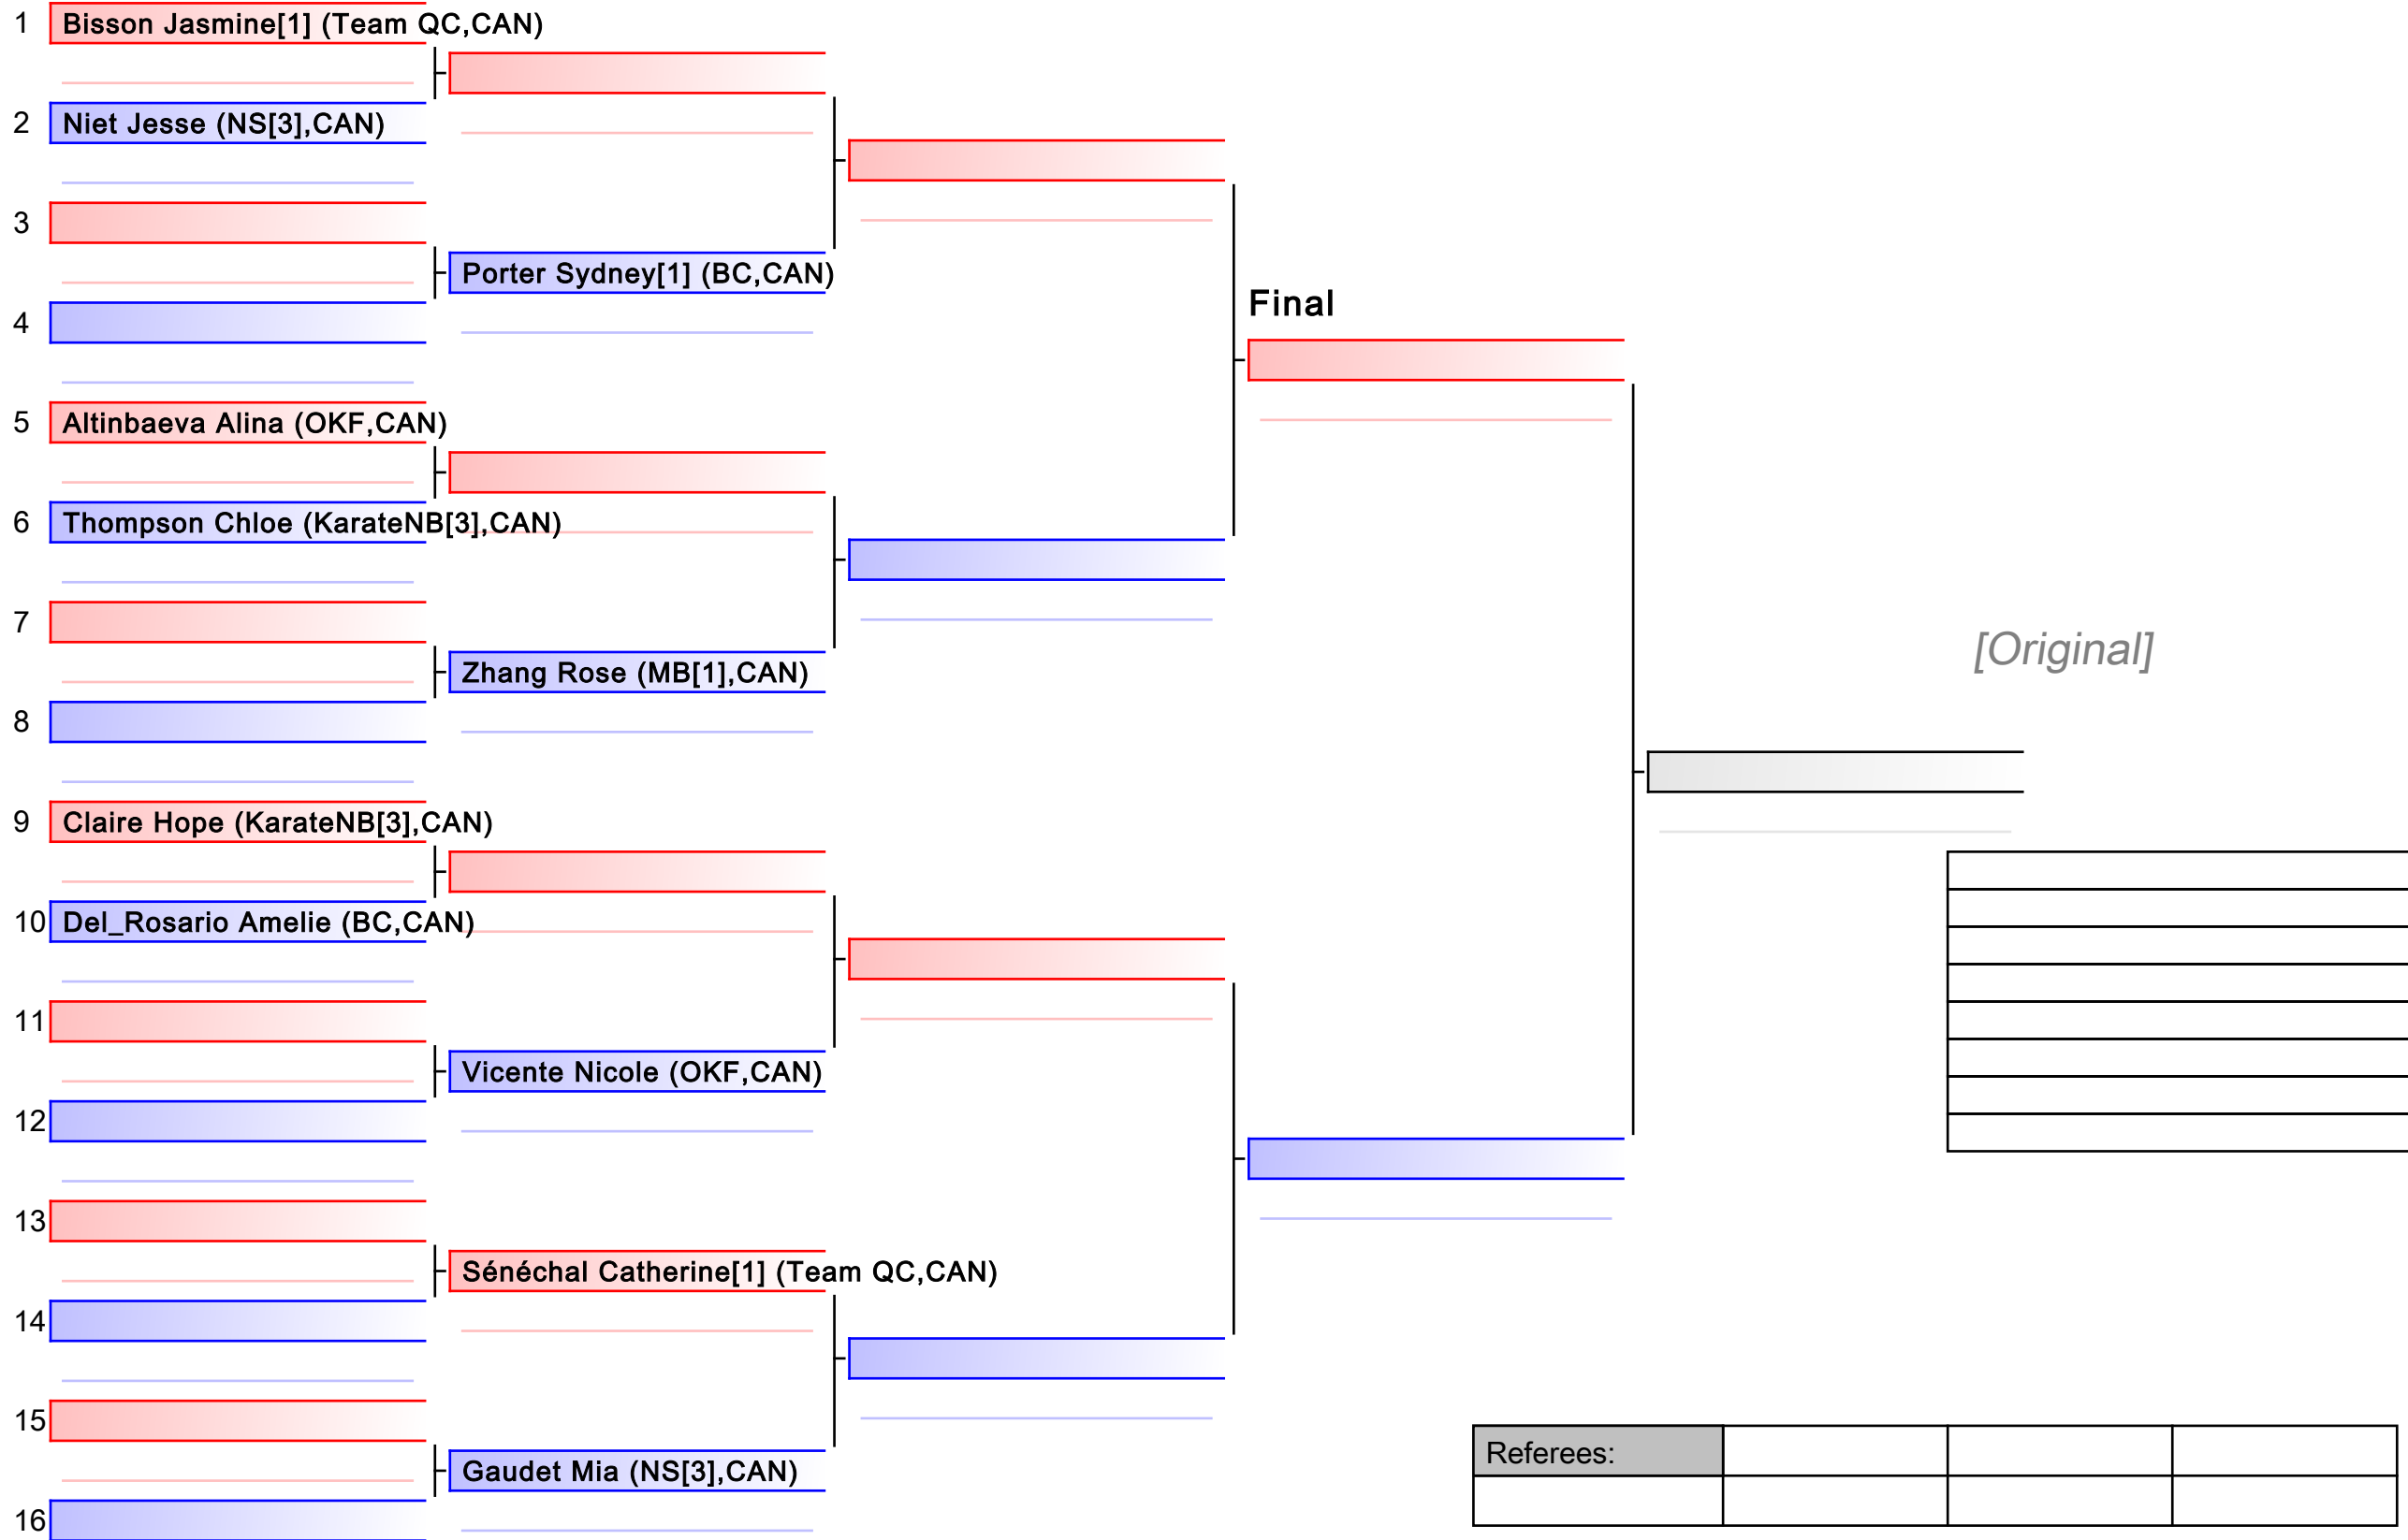 1 Bisson Jasmine[1] (Team QC,CAN)
2 Niet Jesse (NS[3],CAN)
3
Porter Sydney[1] (BC,CAN)
4
Final
5 Altinbaeva Alina (OKF,CAN)
6 Thompson Chloe (KarateNB[3],CAN)
7
[Original]
Zhang Rose (MB[1],CAN)
8
9 Claire Hope (KarateNB[3],CAN)
10 Del_Rosario Amelie (BC,CAN)
11
Vicente Nicole (OKF,CAN)
12
13
Sénéchal Catherine[1] (Team QC,CAN)
14
15
Referees:
Gaudet Mia (NS[3],CAN)
16